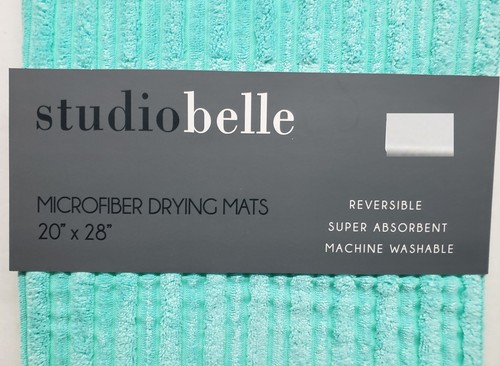 studiobelle
MICROFIBER DRYING MATS
20" x 28"
REVERSIBLE
SUPER ABSORBENT
MACHINE WASHABLE